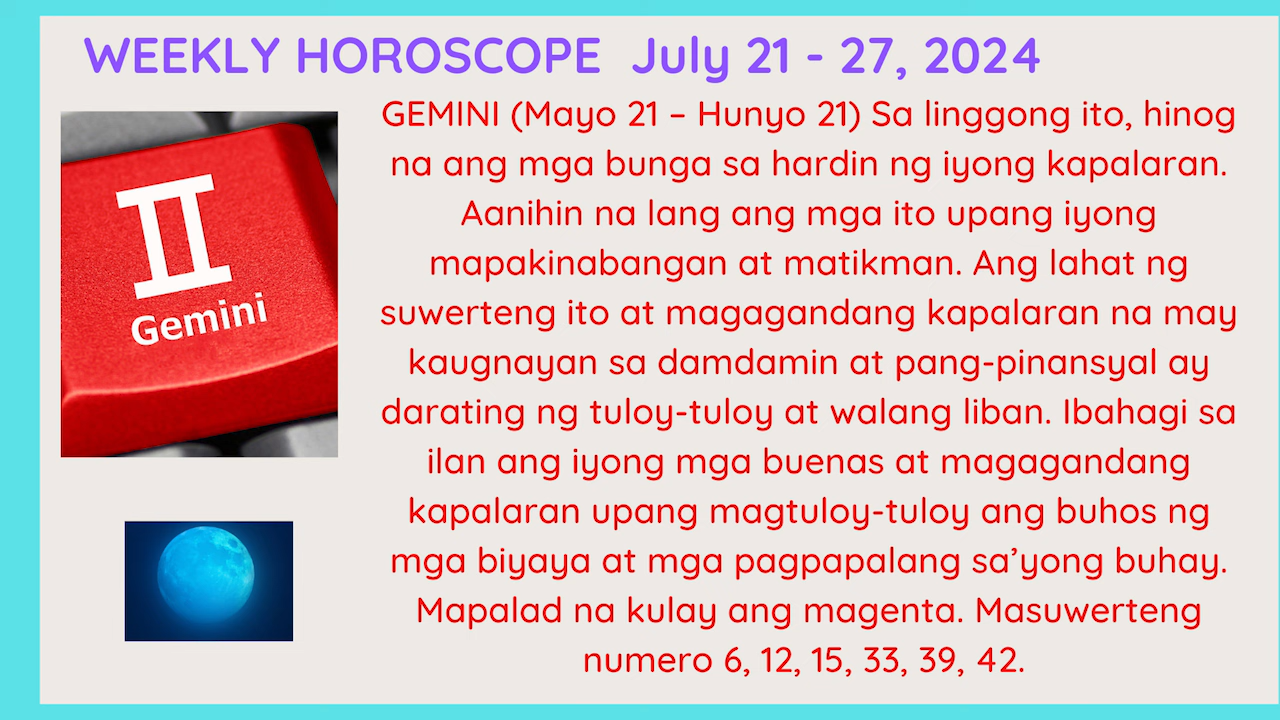 WEEKLY HOROSCOPE July 21 - 27, 2024
II
Gemini
GEMINI (Mayo 21 – Hunyo 21) Sa linggong ito, hinog
na ang mga bunga sa hardin ng iyong kapalaran.
Aanihin na lang ang mga ito upang iyong
mapakinabangan at matikman. Ang lahat ng
suwerteng ito at magagandang kapalaran na may
kaugnayan sa damdamin at pang-pinansyal ay
darating ng tuloy-tuloy at walang liban. Ibahagi sa
ilan ang iyong mga buenas at magagandang
kapalaran upang magtuloy-tuloy ang buhos ng
mga biyaya at mga pagpapalang sa’yong buhay.
Mapalad na kulay ang magenta. Masuwerteng
numero 6, 12, 15, 33, 39, 42.